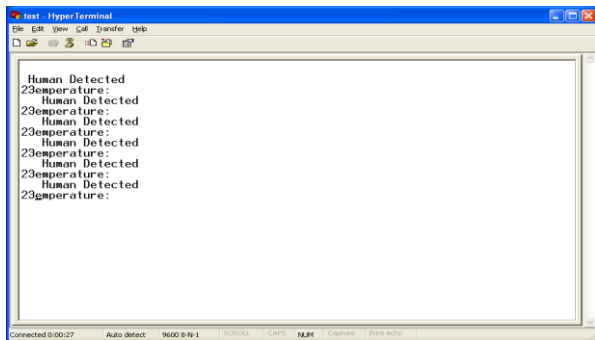 test - HyperTerminal
File Edit View Call Transfer Help
Human Detected
23emperature:
Human Detected
23emperature:
Human Detected
23emperature:
Human Detected
23emperature:
Human Detected
23emperature:
Human Detected
23emperature:
Connected 0:00:27 Auto detect 9600 8-N-1 SCROLL CAPS NUM Capture Print echo